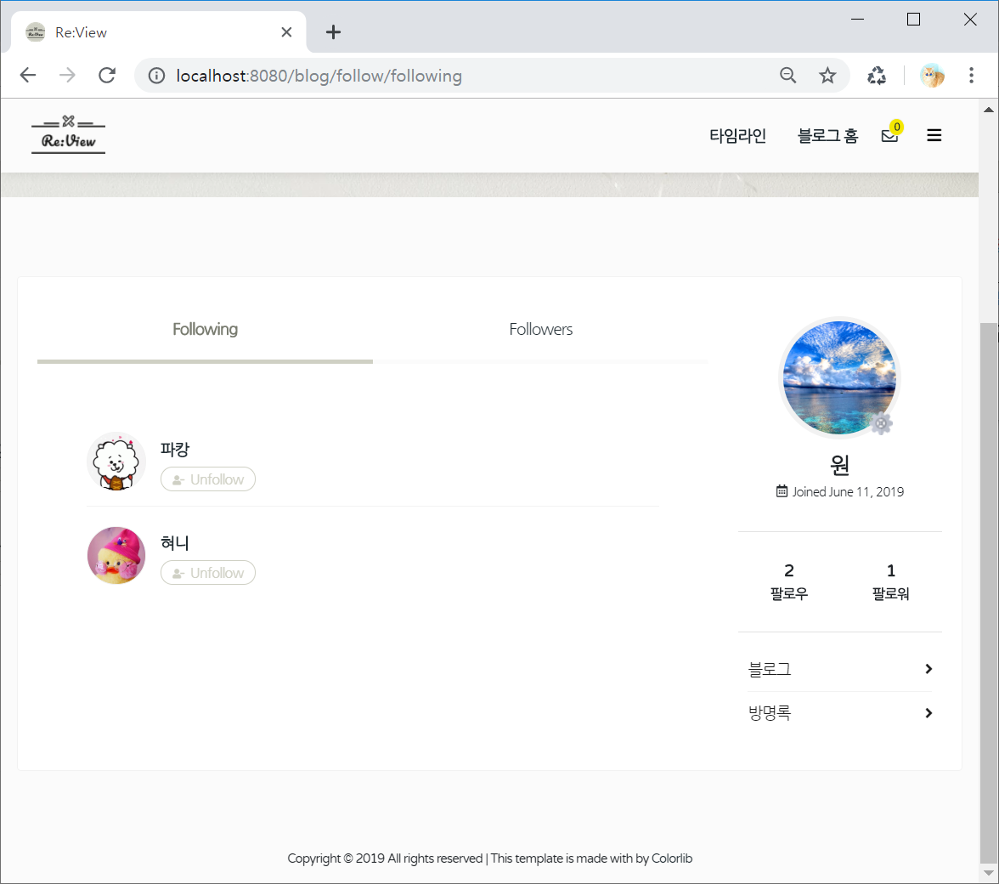 Re:View
localhost:8080/blog/follow/following
Re:View
타임라인
블로그 홈
0
Following
Followers
파캉
Unfollow
혀니
Unfollow
원
Joined June 11, 2019
2
1
팔로우
팔로워
블로그
방명록
Copyright © 2019 All rights reserved | This template is made with by Colorlib